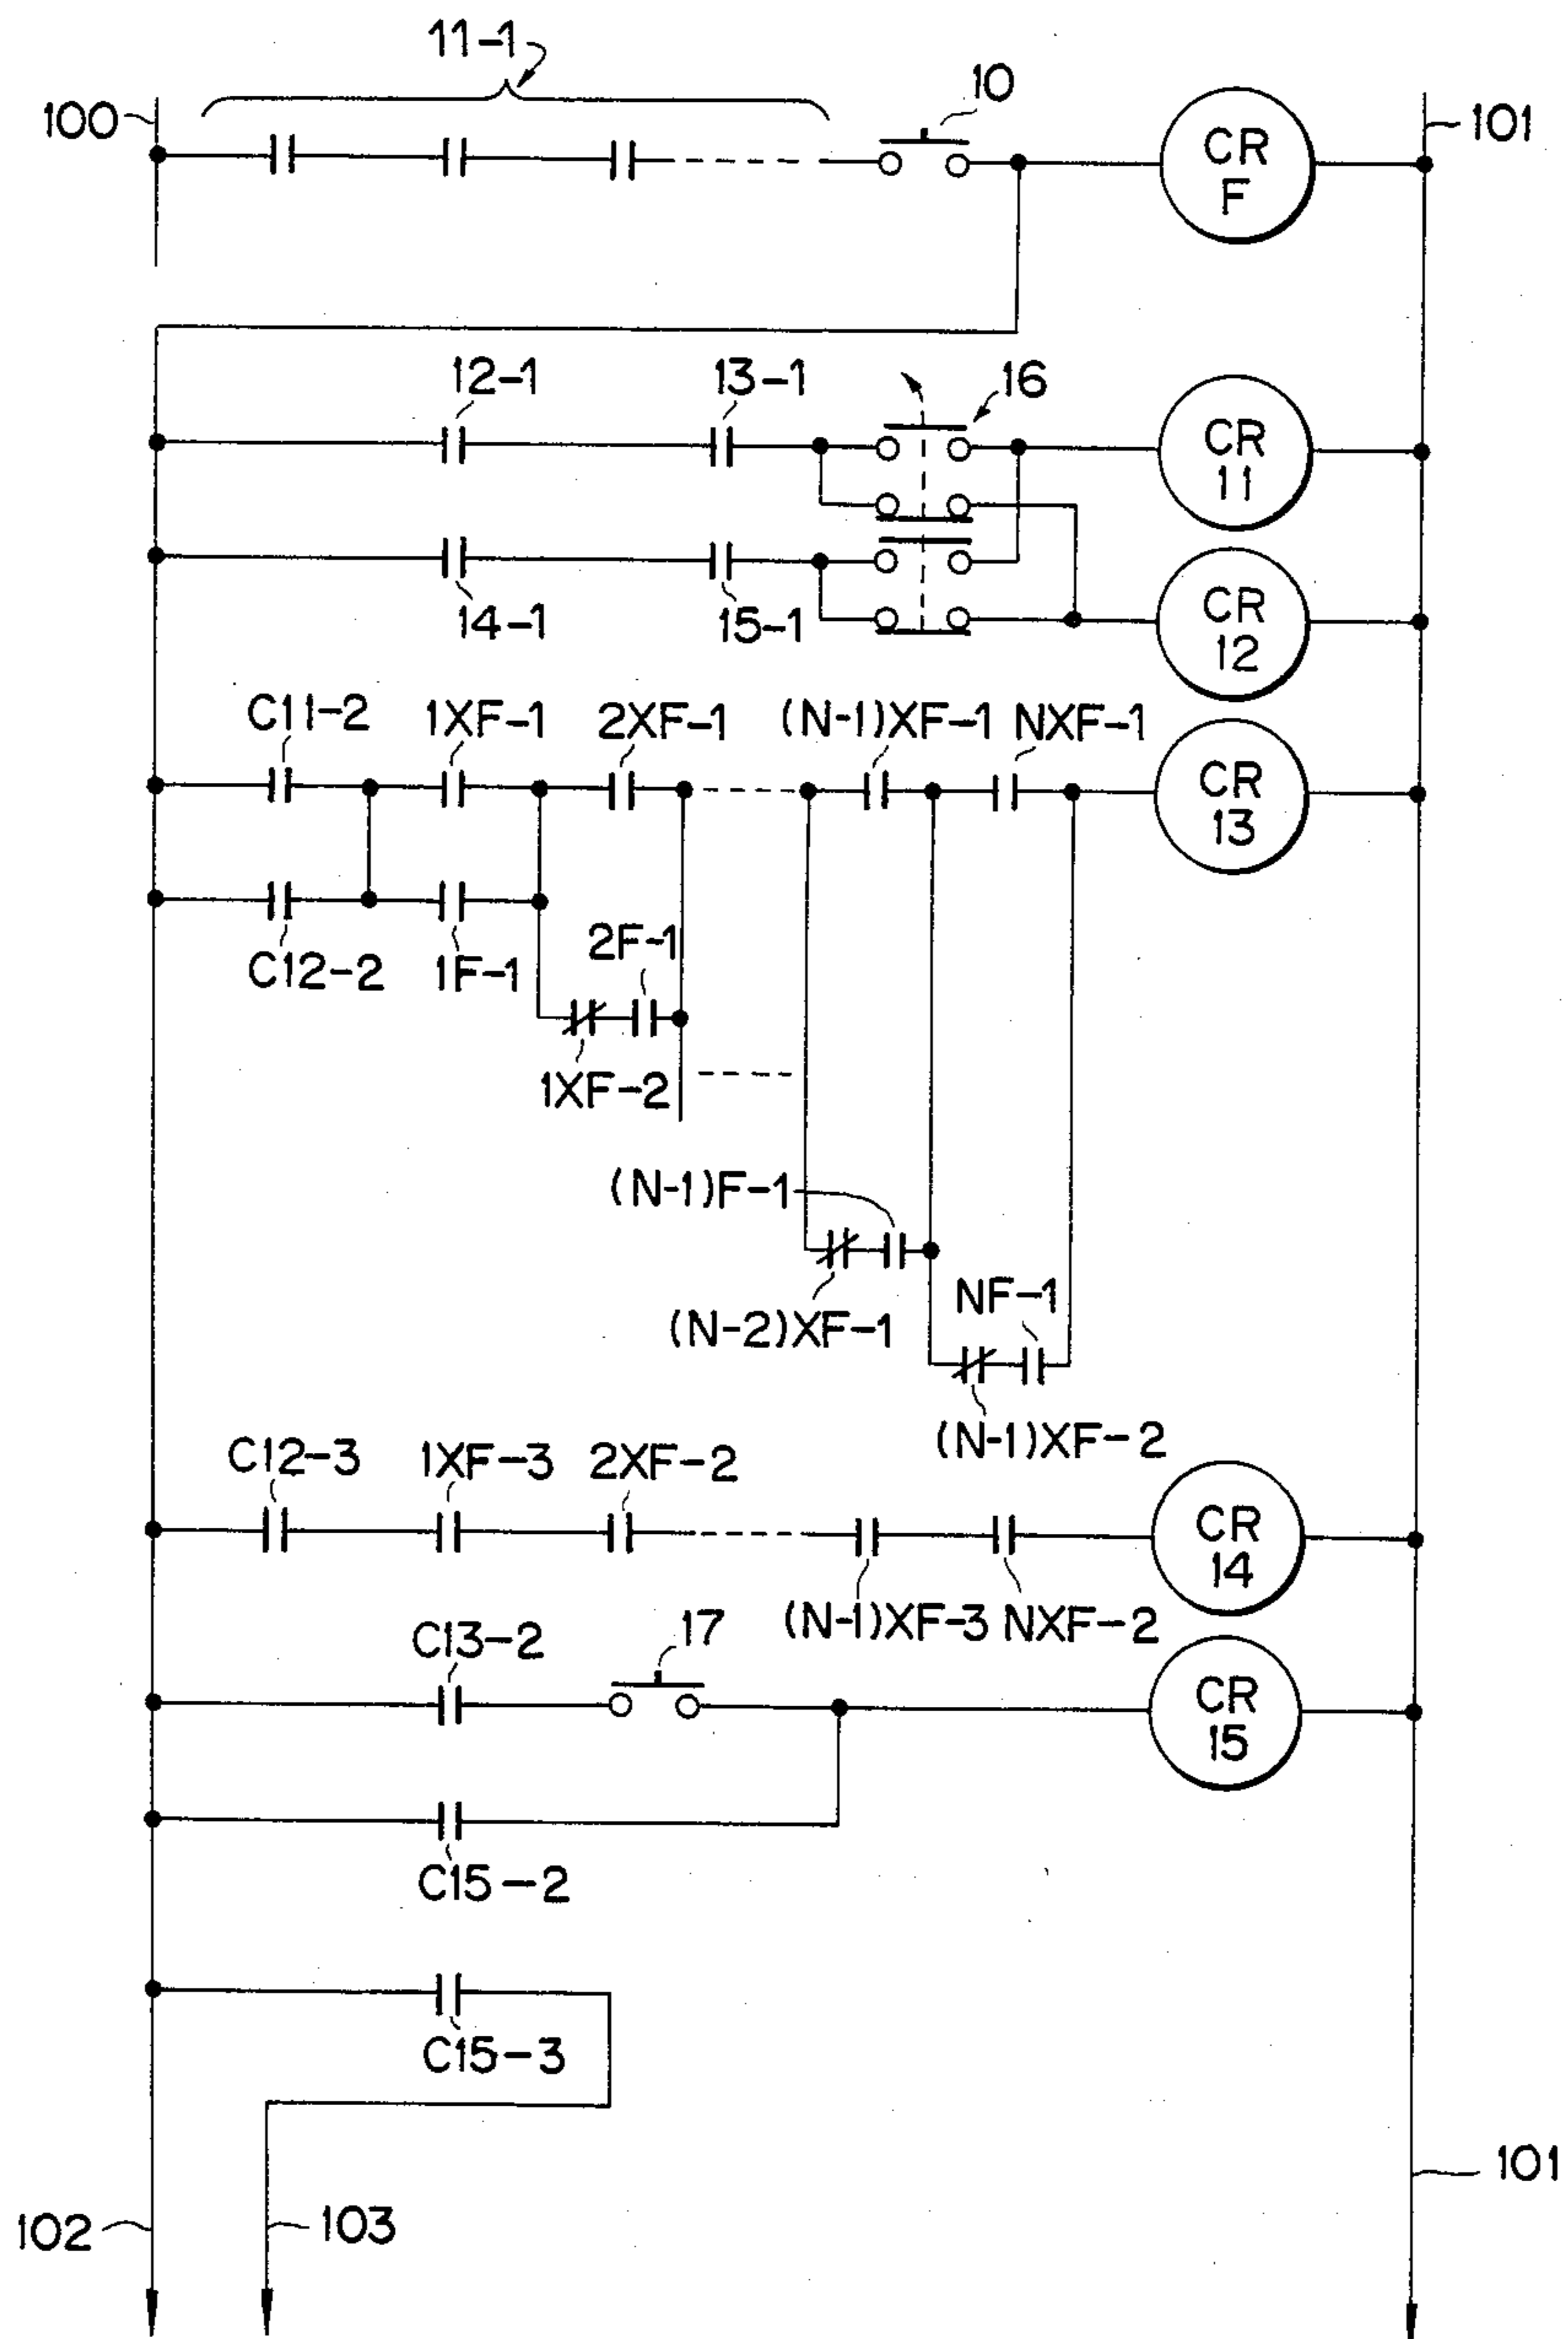 11-1
10
100
101
CR
F
12-1
13-1
16
CR
11
14-1
15-1
CR
12
C11-2
1XF-1
2XF-1
(N-1)XF-1
NXF-1
CR
13
C12-2
1F-1
2F-1
1XF-2
(N-1)F-1
(N-2)XF-1
NF-1
(N-1)XF-2
C12-3
1XF-3
2XF-2
CR
14
(N-1)XF-3
NXF-2
C13-2
17
CR
15
C15-2
C15-3
101
102
103